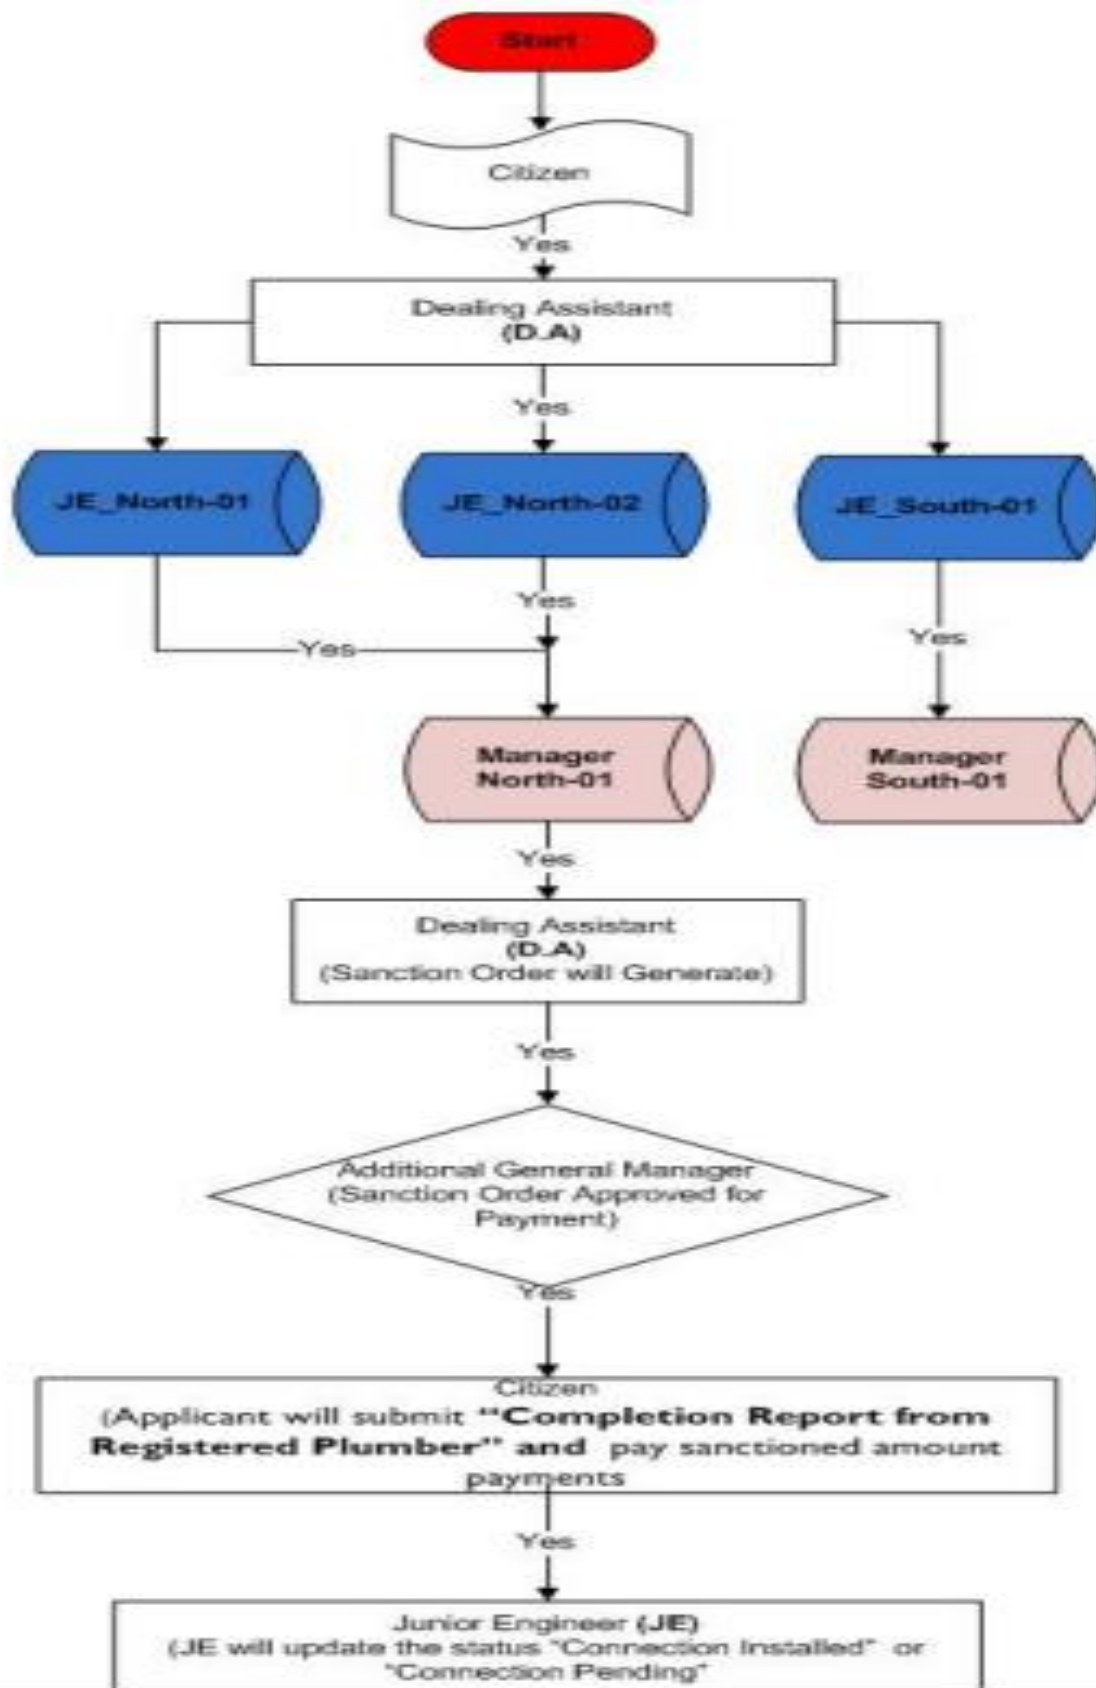 Start
Citizen
Yes
Dealing Assistant
(D.A)
Yes
JE_North-01
JE_North-02
JE_South-01
Yes
Yes
Yes
Manager
North-01
Manager
South-01
Yes
Dealing Assistant
(D.A)
(Sanction Order will Generate)
Yes
Additional General Manager
(Sanction Order Approved for
Payment)
Yes
Citizen
(Applicant will submit "Completion Report from
Registered Plumber" and pay sanctioned amount
payments
Yes
Junior Engineer (JE)
(JE will update the status "Connection Installed" or
"Connection Pending"